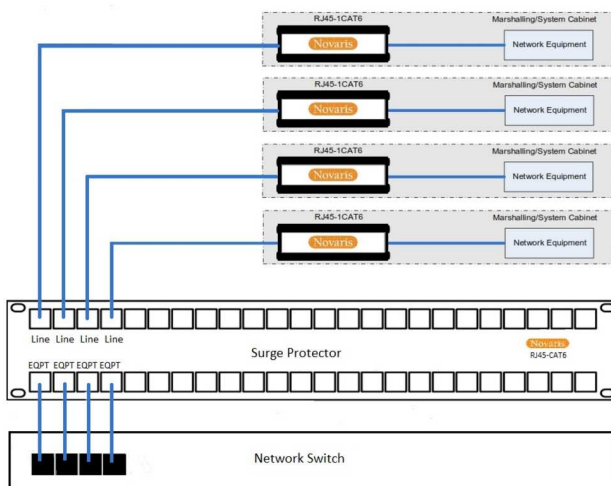 RJ45-1CAT6
Marshalling/System Cabinet
Novaris
Network Equipment
RJ45-1CAT6
Marshalling/System Cabinet
Novaris
Network Equipment
RJ45-1CAT6
Marshalling/System Cabinet
Novaris
Network Equipment
RJ45-1CAT6
Marshalling/System Cabinet
Novaris
Network Equipment
Line Line Line Line
Surge Protector
Novaris
RJ45-CAT6
EQPT EQPT EQPT EQPT
Network Switch